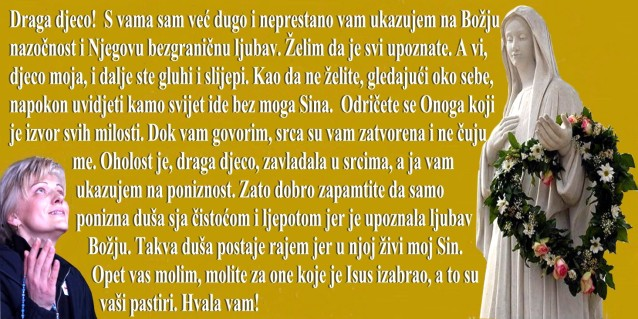 Draga djeco!  S vama sam već dugo i neprestano vam ukazujem na Božju
nazočnost i Njegovu bezgraničnu ljubav. Želim da je svi upoznate. A vi,
djeco moja, i dalje ste gluhi i slijepi. Kao da ne želite, gledajući oko sebe,
napokon uvidjeti kamo svijet ide bez moga Sina.  Odričete se Onoga koji
je izvor svih milosti. Dok vam govorim, srca su vam zatvorena i ne čuju
me. Oholost je, draga djeco, zavladala u srcima, a ja vam
ukazujem na poniznost. Zato dobro zapamtite da samo
ponizna duša sja čistoćom i ljepotom jer je upoznala ljubav
Božju. Takva duša postaje rajem jer u njoj živi moj Sin.
Opet vas molim, molite za one koje je Isus izabrao, a to su
vaši pastiri. Hvala vam!